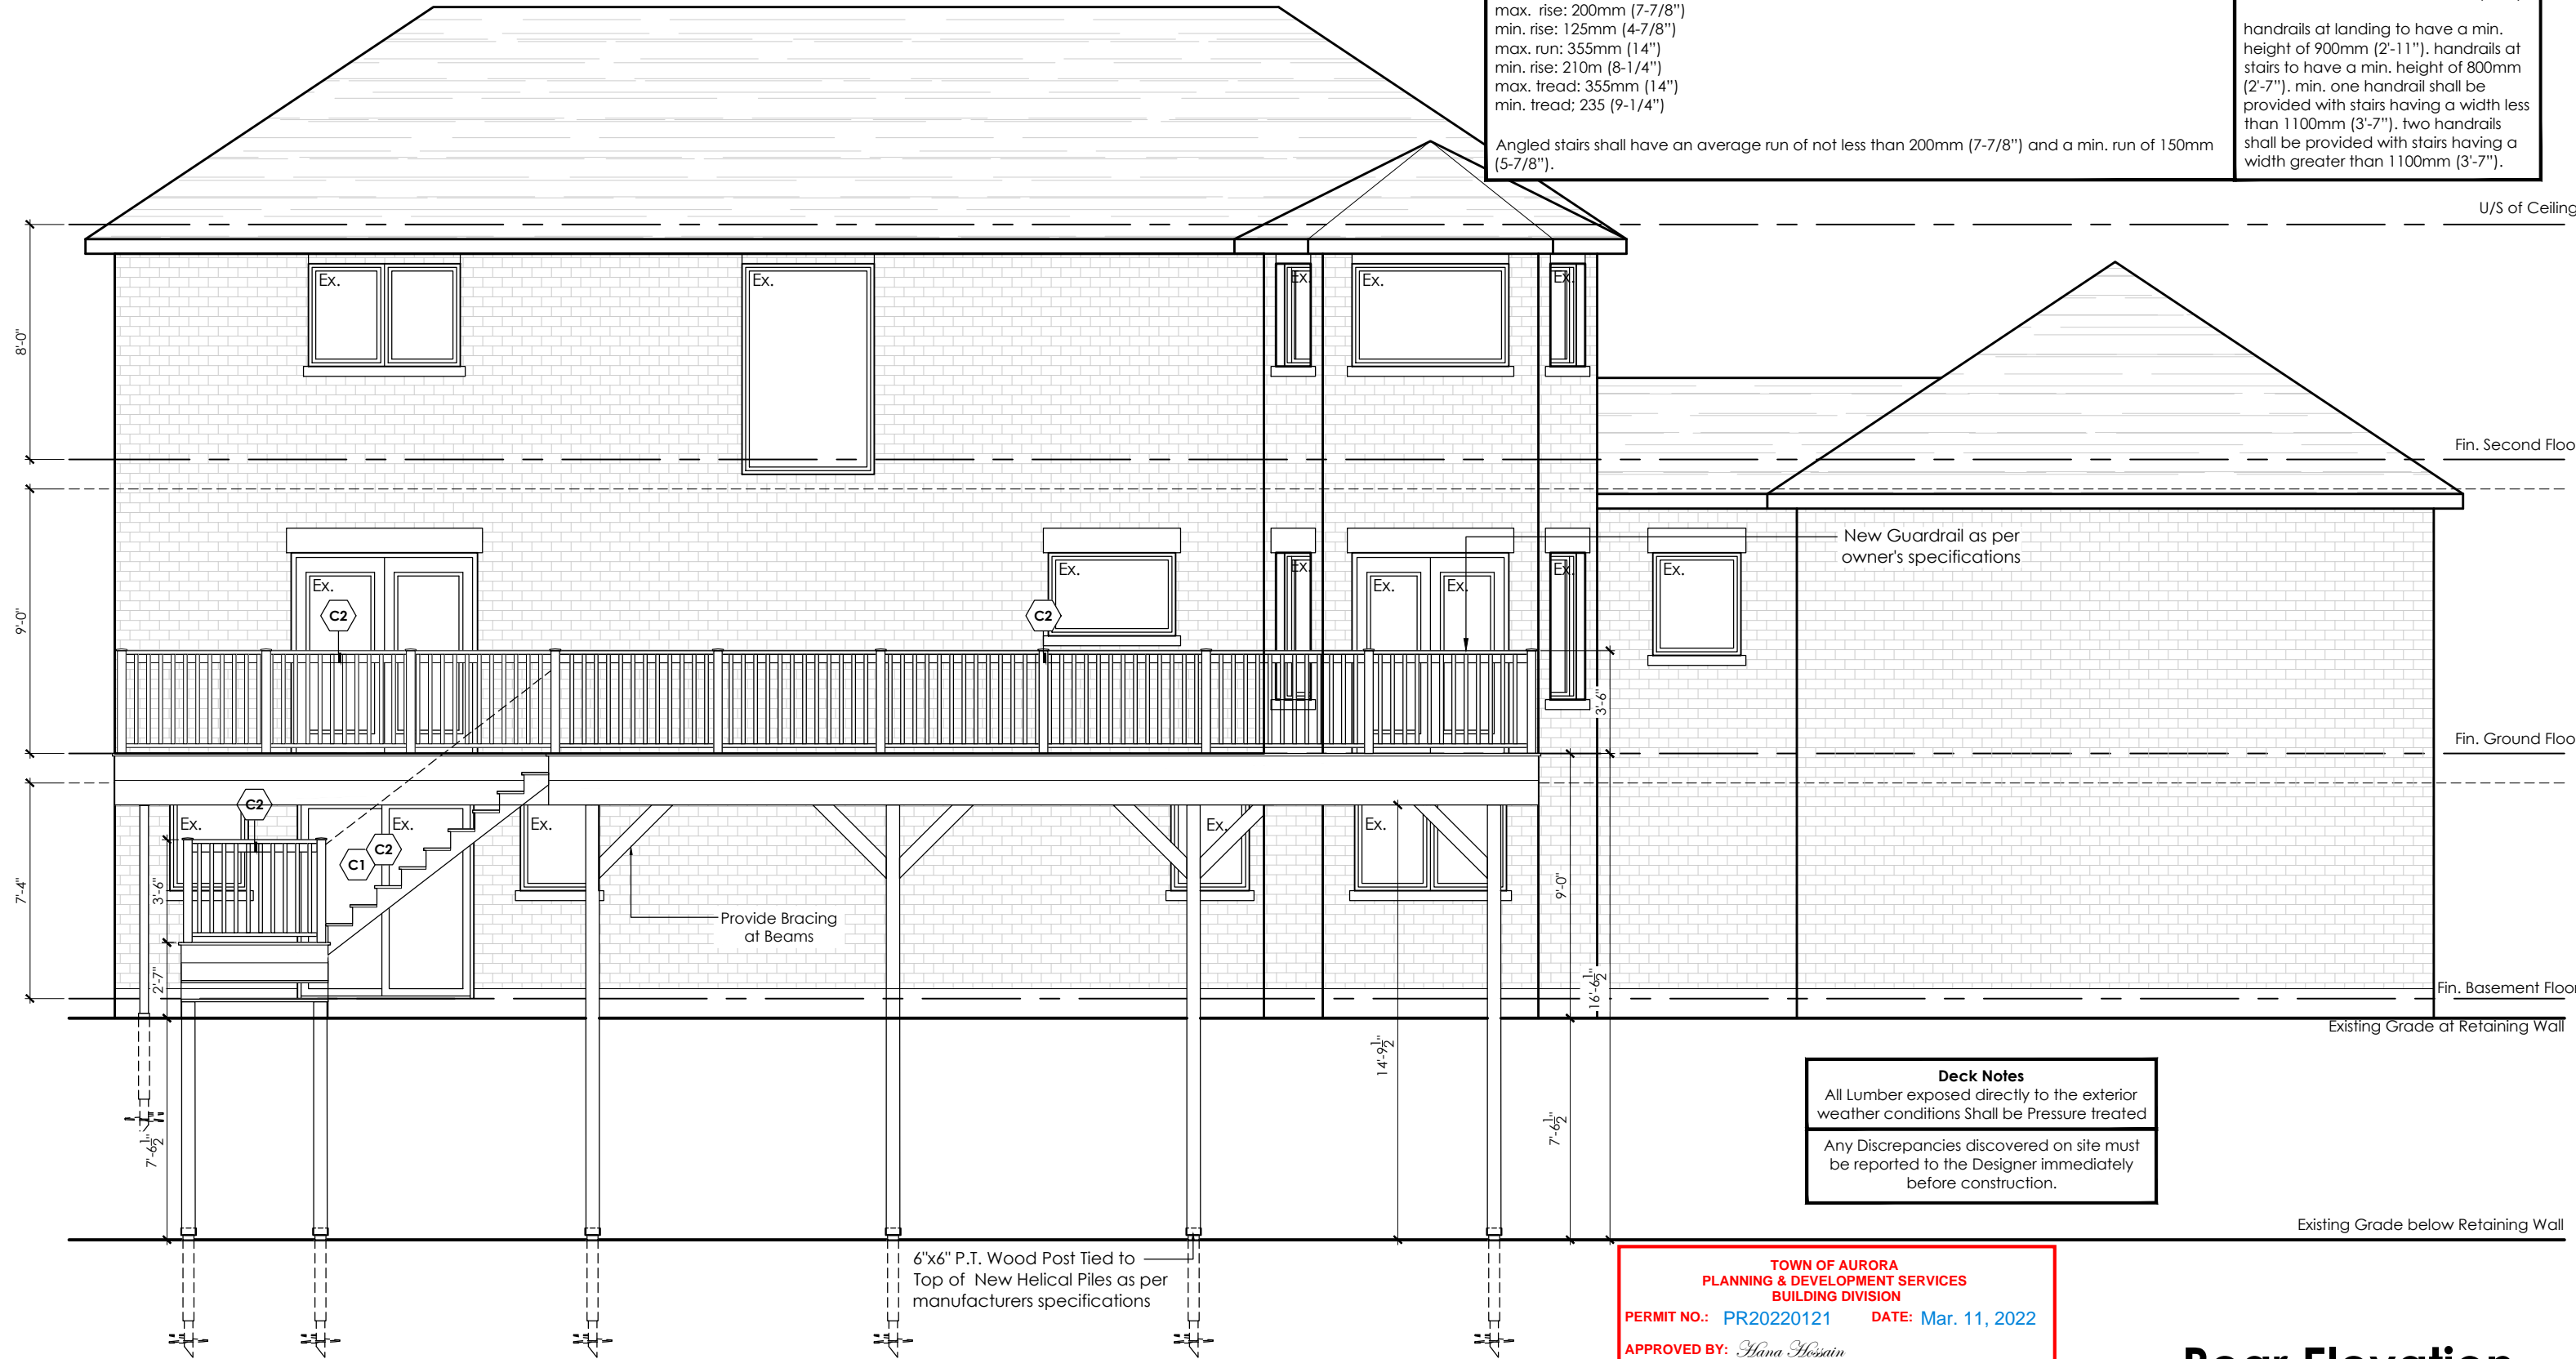 max. rise: 200mm (7-7/8")
min. rise: 125mm (4-7/8")
max. run: 355mm (14")
min. rise: 210m (8-1/4")
max. tread: 355mm (14")
min. tread; 235 (9-1/4")
Angled stairs shall have an average run of not less than 200mm (7-7/8") and a min. run of 150mm
(5-7/8").
handrails at landing to have a min.
height of 900mm (2'-11"). handrails at
stairs to have a min. height of 800mm
(2'-7"). min. one handrail shall be
provided with stairs having a width less
than 1100mm (3'-7"). two handrails
shall be provided with stairs having a
width greater than 1100mm (3'-7").
U/S of Ceiling
Ex.
Ex.
Ex.
Ex.
Ex.
8'-0"
Fin. Second Floo
New Guardrail as per
owner's specifications
Ex.
Ex.
Ex.
Ex.
Ex.
Ex.
Ex.
C2
C2
9'-0"
3'-6"
Fin. Ground Floo
C2
Ex.
Ex.
Ex.
Ex.
Ex.
C2
C1
3'-6"
7'-4"
9'-0"
Provide Bracing
at Beams
2'-7"
16'-6 1/2"
Fin. Basement Floor
Existing Grade at Retaining Wall
14'-9 1/2"
7'-6 1/2"
7'-6 1/2"
Deck Notes
All Lumber exposed directly to the exterior
weather conditions Shall be Pressure treated
Any Discrepancies discovered on site must
be reported to the Designer immediately
before construction.
Existing Grade below Retaining Wall
6"x6" P.T. Wood Post Tied to
Top of New Helical Piles as per
manufacturers specifications
TOWN OF AURORA
PLANNING & DEVELOPMENT SERVICES
BUILDING DIVISION
PERMIT NO.: PR20220121 DATE: Mar. 11, 2022
APPROVED BY: Hana Hossain
Rear Elevation